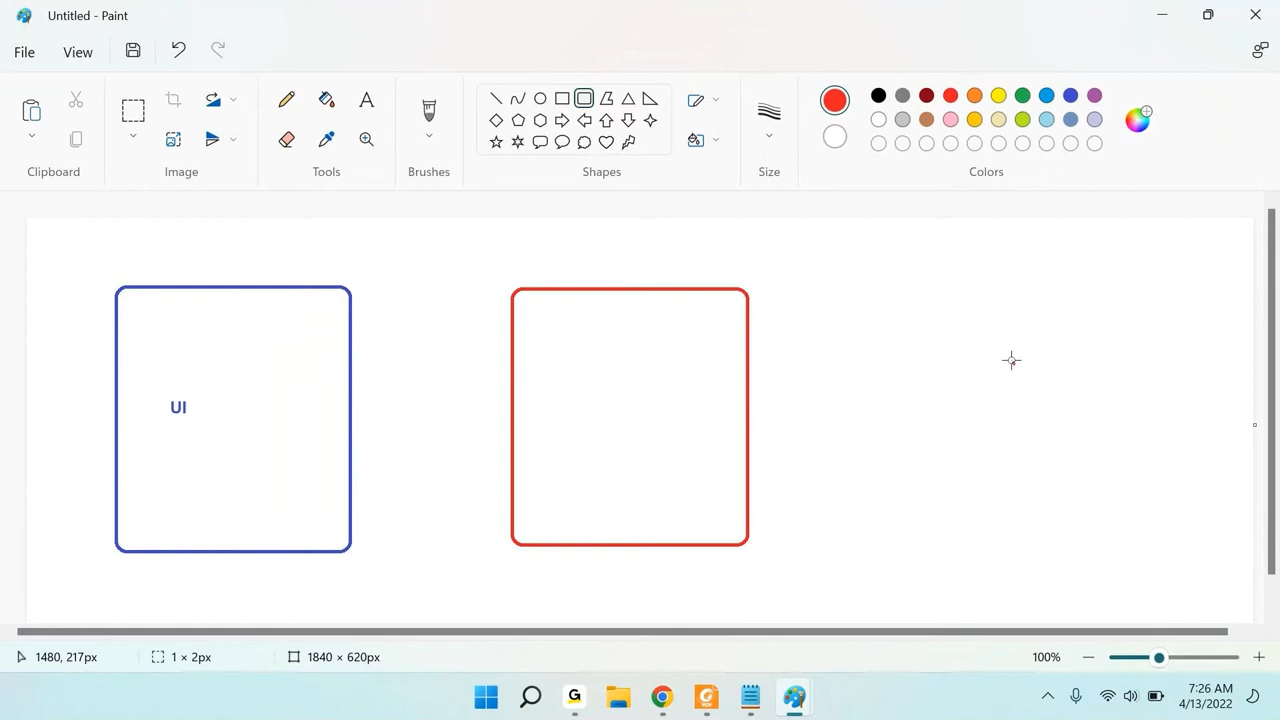 Untitled - Paint
File View
Clipboard Image Tools Brushes Shapes Size Colors
UI
1480, 217px 1 × 2px 1840 × 620px 100%
7:26 AM
4/13/2022